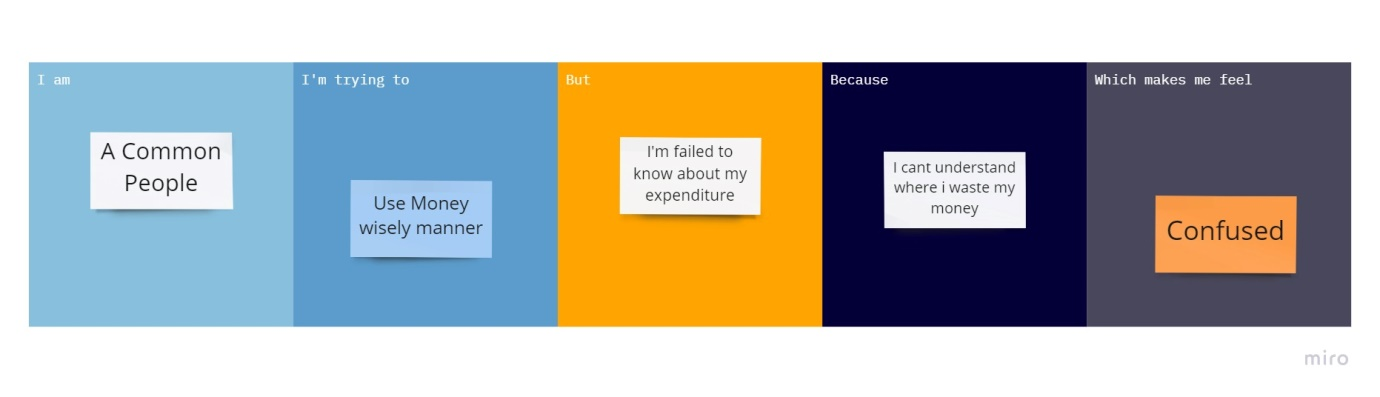 I am
A Common
People
I'm trying to
Use Money
wisely manner
But
I'm failed to
know about my
expenditure
Because
I cant understand
where i waste my
money
Which makes me feel
Confused
miro